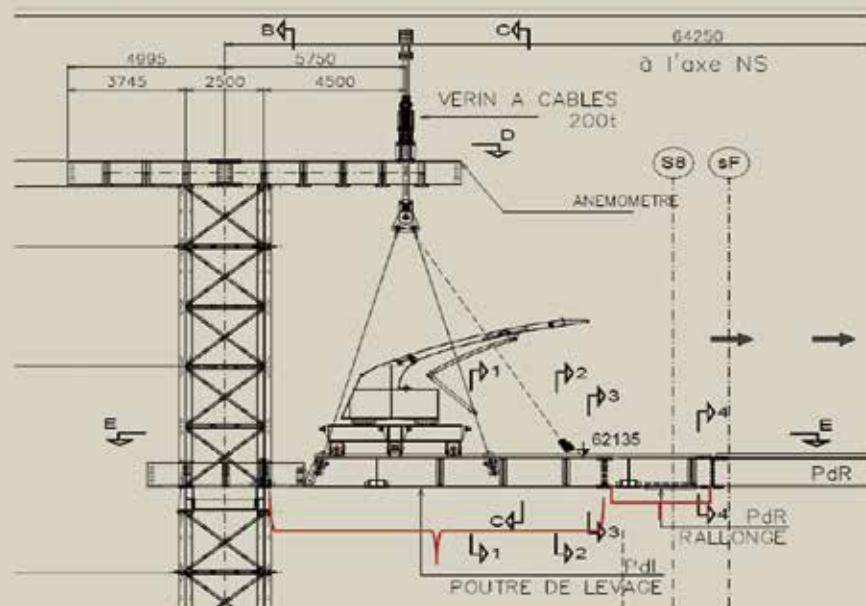 B
C
64250
4995
5750
à l'axe NS
3745
2500
4500
VERIN A CABLES
200t
D
S8
sF
ANEMOMETRE
1
2
3
4
E
62135
E
PdR
C
3
4
PdR
RALLONGE
1
2
PdL
POUTRE DE LEVAGE